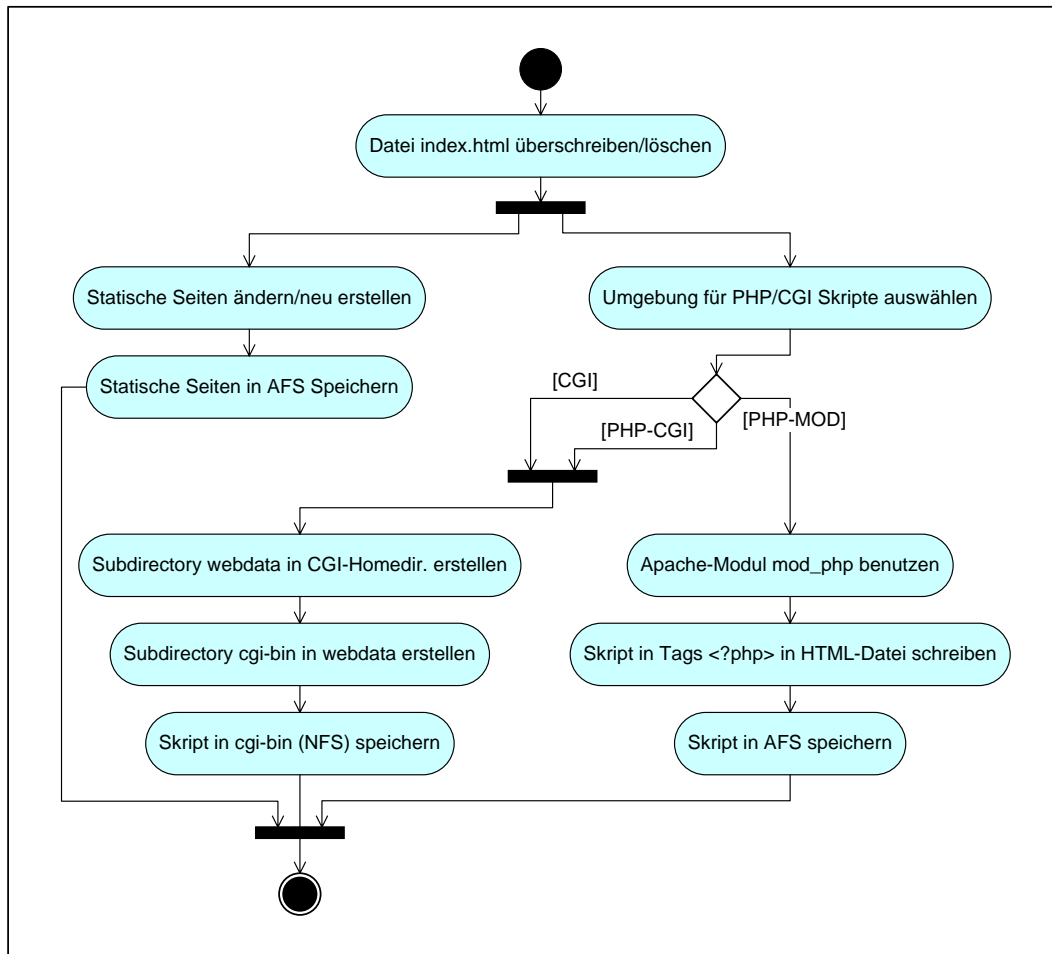 Datei index.html überschreiben/löschen
Statische Seiten ändern/neu erstellen
Umgebung für PHP/CGI Skripte auswählen
Statische Seiten in AFS Speichern
[CGI]
[PHP-MOD]
[PHP-CGI]
Subdirectory webdata in CGI-Homedir. erstellen
Apache-Modul mod_php benutzen
Subdirectory cgi-bin in webdata erstellen
Skript in Tags <?php> in HTML-Datei schreiben
Skript in cgi-bin (NFS) speichern
Skript in AFS speichern